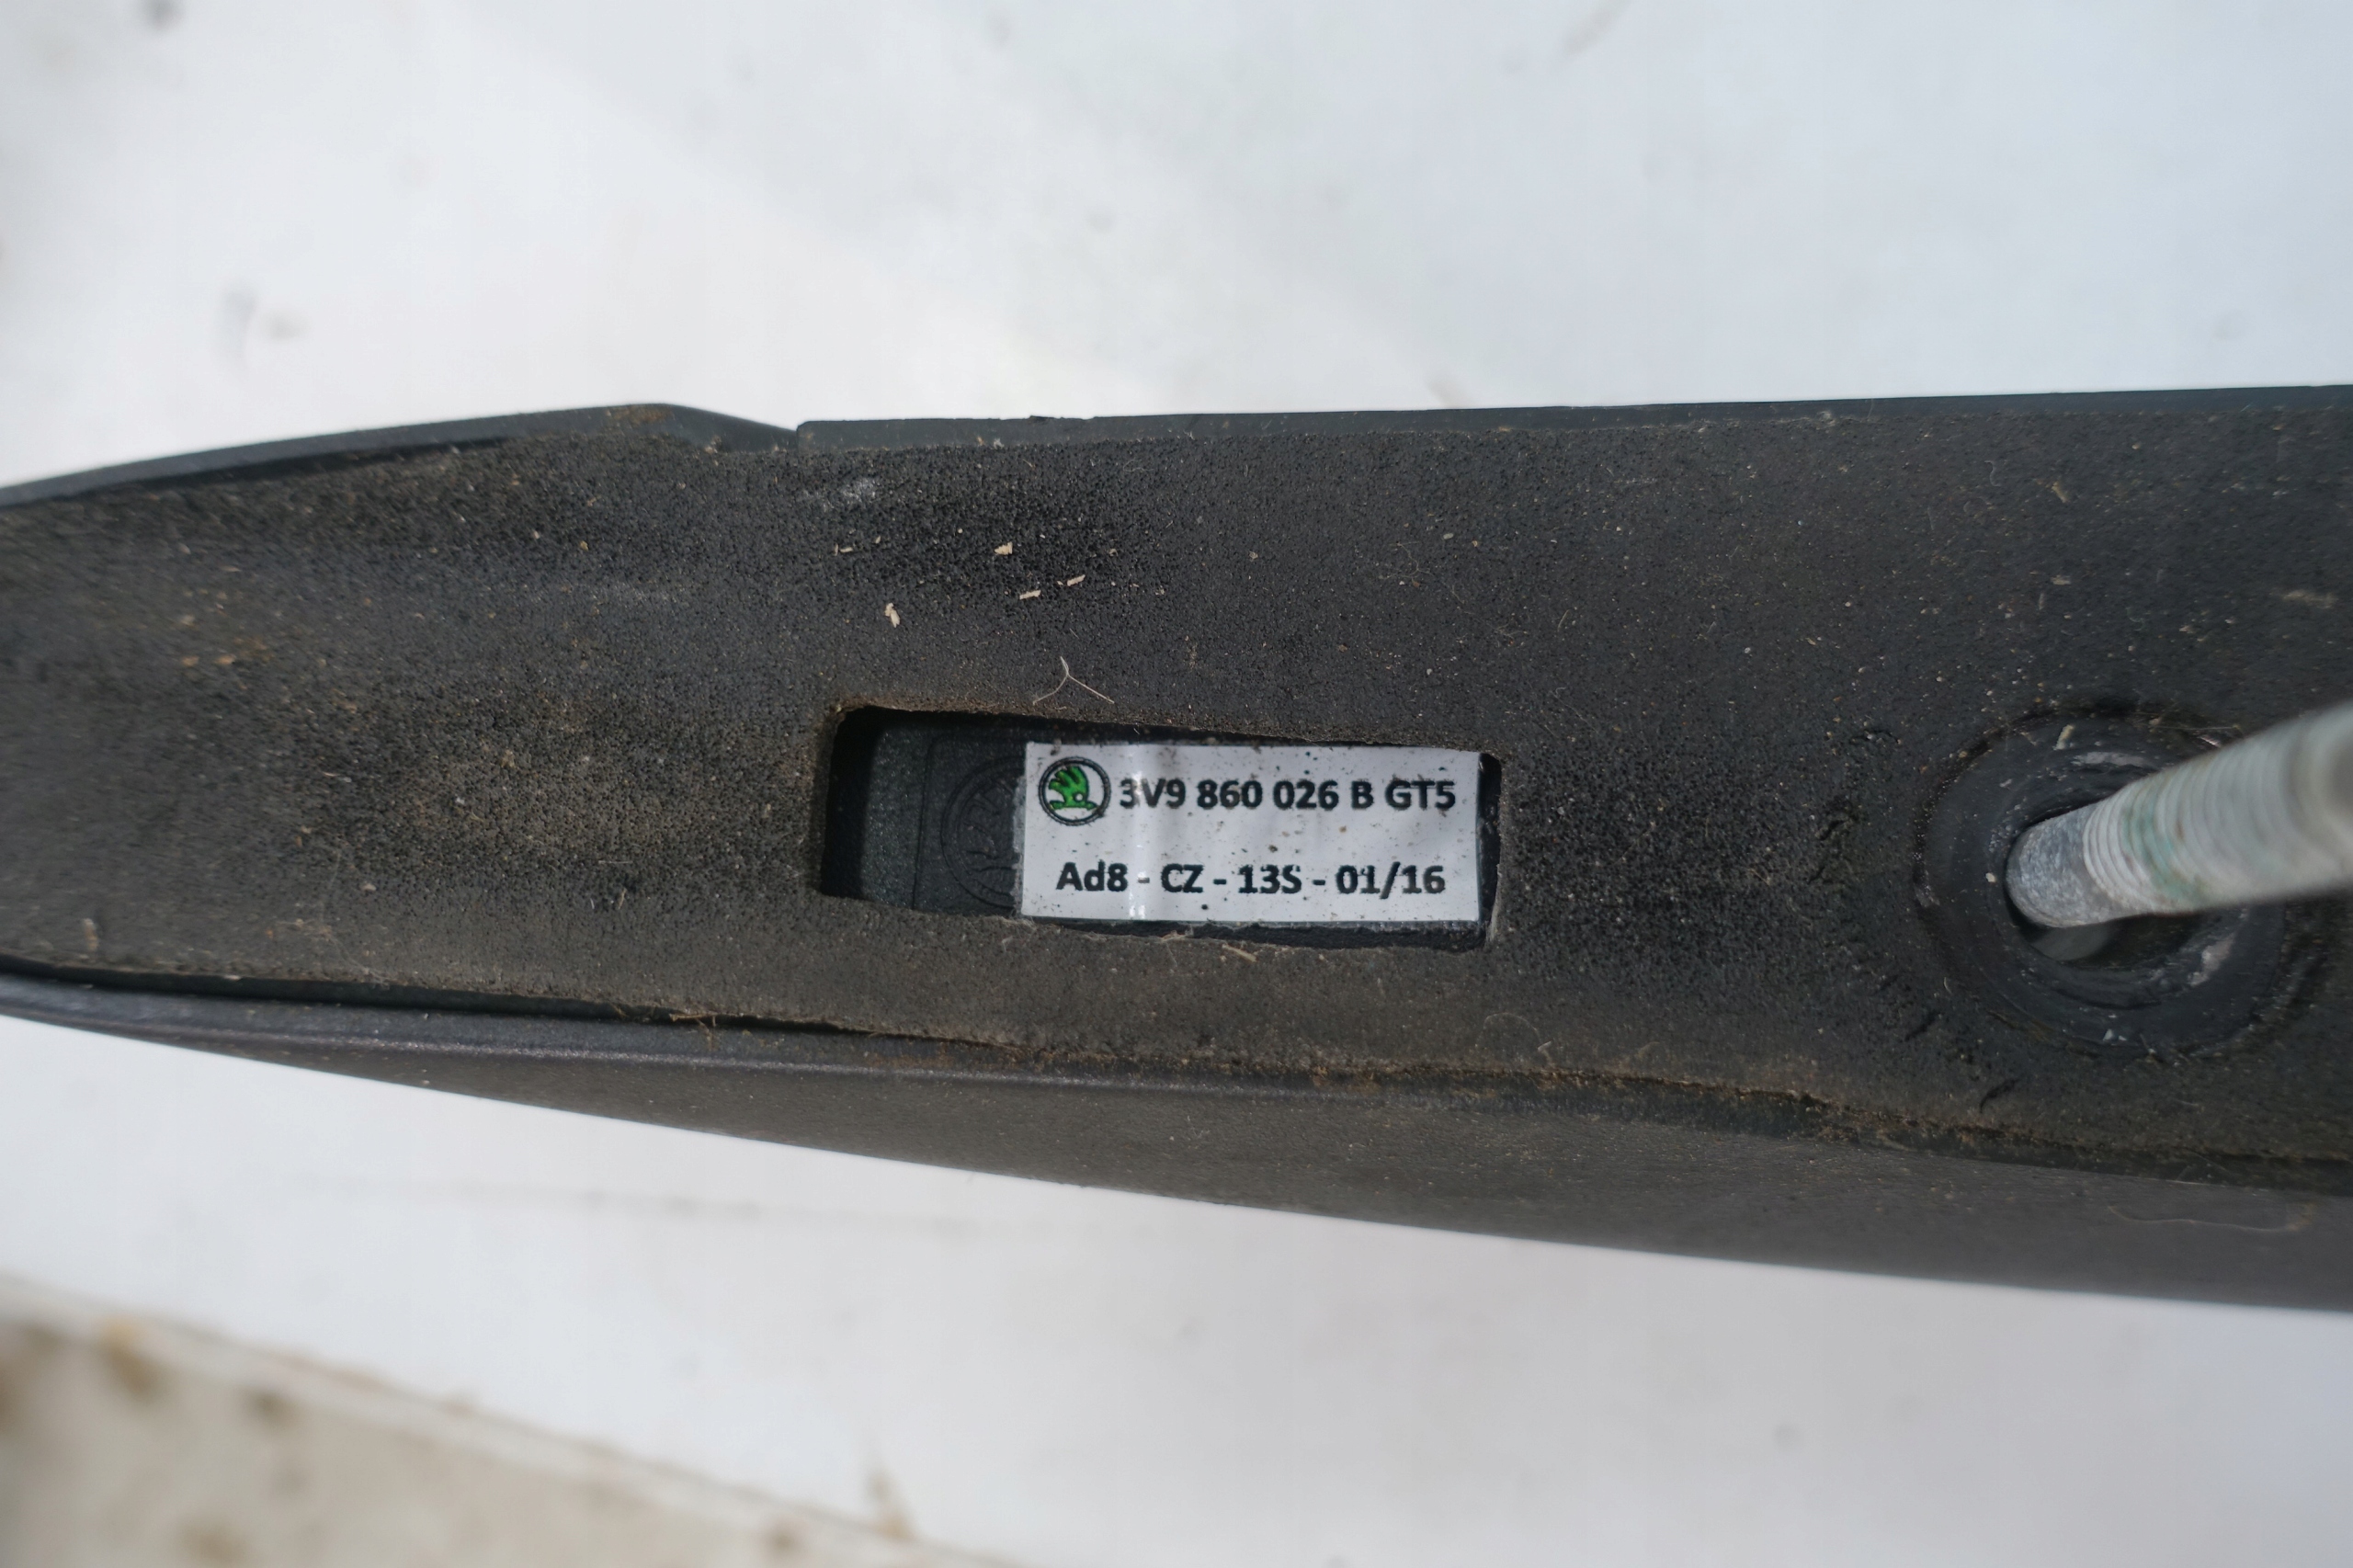 3V9 860 026 B GT5
Ad8 - CZ - 13S - 01/16